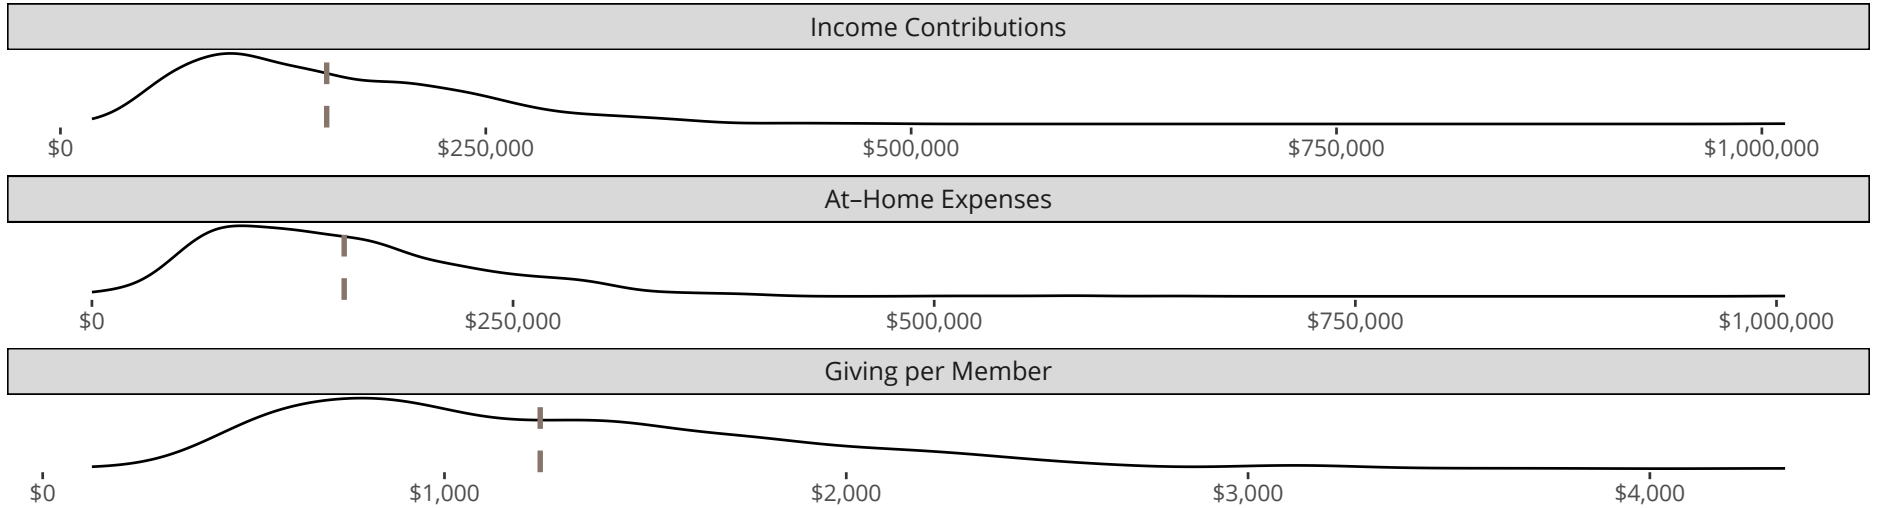 Income Contributions
$0 $250,000 $500,000 $750,000 $1,000,000
At–Home Expenses
$0 $250,000 $500,000 $750,000 $1,000,000
Giving per Member
$0 $1,000 $2,000 $3,000 $4,000